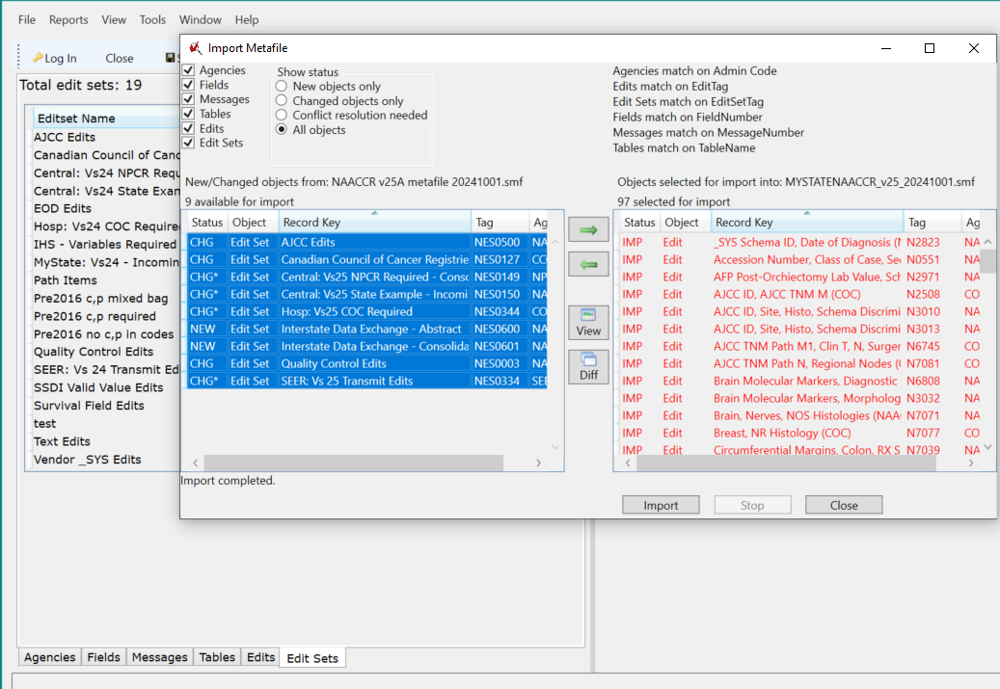 File Reports View Tools Window Help
Log In Close
Total edit sets: 19
Editset Name
AJCC Edits
Canadian Council of Canc
Central: Vs24 NPCR Requ
Central: Vs24 State Exan
EOD Edits
Hosp: Vs24 COC Require
IHS - Variables Required
MyState: Vs24 - Incomin
Path Items
Pre2016 c,p mixed bag
Pre2016 c,p required
Pre2016 no c,p in codes
Quality Control Edits
SEER: Vs 24 Transmit Ed
SSDI Valid Value Edits
Survival Field Edits
test
Text Edits
Vendor _SYS Edits
Agencies Fields Messages Tables Edits Edit Sets
Import Metafile
Agencies
Fields
Messages
Tables
Edits
Edit Sets
Show status
New objects only
Changed objects only
Conflict resolution needed
All objects
Agencies match on Admin Code
Edits match on EditTag
Edit Sets match on EditSetTag
Fields match on FieldNumber
Messages match on MessageNumber
Tables match on TableName
New/Changed objects from: NAACCR v25A metafile 20241001.smf
9 available for import
Status Object Record Key Tag Ag
CHG Edit Set AJCC Edits NES0500 NA
CHG Edit Set Canadian Council of Cancer Registrie NES0127 CC
CHG* Edit Set Central: Vs25 NPCR Required - Consc NES0149 NP
CHG* Edit Set Central: Vs25 State Example - Incomi NES0150 NA
CHG* Edit Set Hosp: Vs25 COC Required NES0344 CO
NEW Edit Set Interstate Data Exchange - Abstract NES0600 NA
NEW Edit Set Interstate Data Exchange - Consolida NES0601 NA
CHG Edit Set Quality Control Edits NES0003 NA
CHG* Edit Set SEER: Vs 25 Transmit Edits NES0334 SEE
Import completed.
View
Diff
Objects selected for import into: MYSTATENAACCR_v25_20241001.smf
97 selected for import
Status Object Record Key Tag Ag
IMP Edit _SYS Schema ID, Date of Diagnosis (N N2823 NA
IMP Edit Accession Number, Class of Case, Se N0551 NA
IMP Edit AFP Post-Orchiectomy Lab Value, Sch N2971 NA
IMP Edit AJCC ID, AJCC TNM M (COC) N2508 CO
IMP Edit AJCC ID, Site, Histo, Schema Discrimi N3010 NA
IMP Edit AJCC ID, Site, Histo, Schema Discrimi N3013 NA
IMP Edit AJCC TNM Path M1, Clin T, N, Surger N6745 CO
IMP Edit AJCC TNM Path N, Regional Nodes (C N7081 CO
IMP Edit Brain Molecular Markers, Diagnostic N6808 NA
IMP Edit Brain Molecular Markers, Morpholog N3032 NA
IMP Edit Brain, Nerves, NOS Histologies (NAA N7071 NA
IMP Edit Breast, NR Histology (COC) N7077 CO
IMP Edit Circumferential Margins, Colon, RX S N7039 NA
Import Stop Close